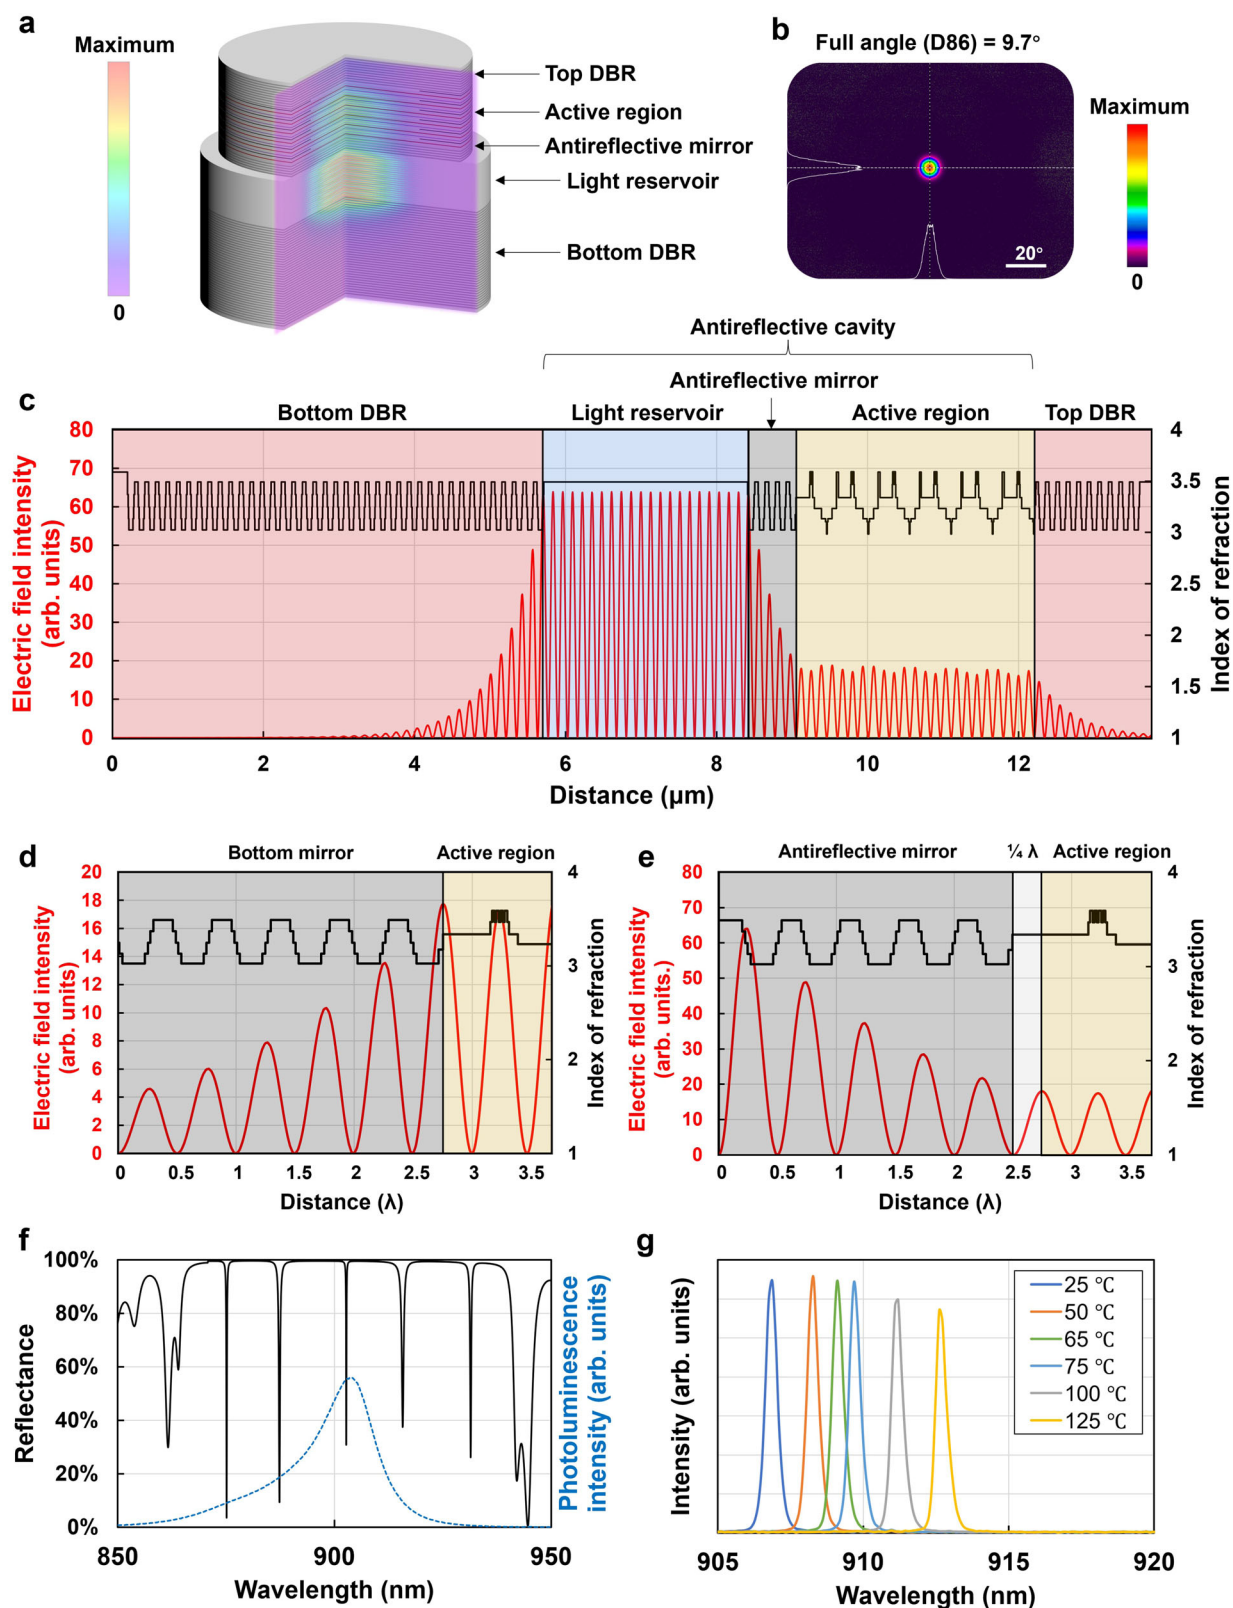 a
Maximum
0
Top DBR
Active region
Antireflective mirror
Light reservoir
Bottom DBR
b
Full angle (D86) = 9.7°
20°
Maximum
0
Antireflective cavity
Antireflective mirror
c
Bottom DBR
Light reservoir
Active region
Top DBR
Electric field intensity
(arb. units)
80
70
60
50
40
30
20
10
0
4
3.5
3
2.5
2
1.5
1
Index of refraction
0
2
4
6
8
10
12
Distance (µm)
d
Bottom mirror
Active region
Electric field intensity
(arb. units)
20
18
16
14
12
10
8
6
4
2
0
4
3
2
1
Index of refraction
0
0.5
1
1.5
2
2.5
3
3.5
Distance (λ)
e
Antireflective mirror
¼ λ
Active region
Electric field intensity
(arb. units.)
80
70
60
50
40
30
20
10
0
4
3
2
1
Index of refraction
0
0.5
1
1.5
2
2.5
3
3.5
Distance (λ)
f
Reflectance
100%
80%
60%
40%
20%
0%
Photoluminescence
intensity (arb. units)
850
900
950
Wavelength (nm)
g
Intensity (arb. units)
25 ℃
50 ℃
65 ℃
75 ℃
100 ℃
125 ℃
905
910
915
920
Wavelength (nm)